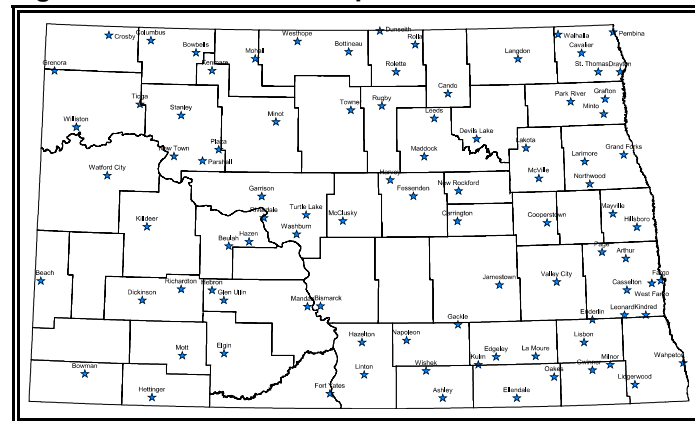 Crosby
Columbus
Bowbells
Kenmare
Mohall
Westhope
Bottineau
Dunseith
Rolla
Rolette
Langdon
Walhalla
Cavalier
Pembina
St. Thomas
Drayton
Grenora
Tioga
Stanley
Minot
Towner
Rugby
Cando
Leeds
Devils Lake
Park River
Grafton
Minto
Williston
New Town
Plaza
Parshall
Maddock
Lakota
Larimore
Grand Forks
Watford City
Harvey
McVille
Northwood
Garrison
Fessenden
New Rockford
Killdeer
Riverdale
Turtle Lake
McClusky
Carrington
Cooperstown
Mayville
Hillsboro
Washburn
Beulah
Hazen
Page
Arthur
Beach
Richardton
Hebron
Glen Ullin
Dickinson
Mandan
Bismarck
Jamestown
Valley City
Casselton
Fargo
West Fargo
Gackle
Enderlin
Leonard
Kindred
Mott
Elgin
Hazelton
Napoleon
Edgeley
La Moure
Lisbon
Bowman
Linton
Wishek
Kulm
Oakes
Gwinner
Milnor
Wahpeton
Hettinger
Fort Yates
Ashley
Ellendale
Lidgerwood